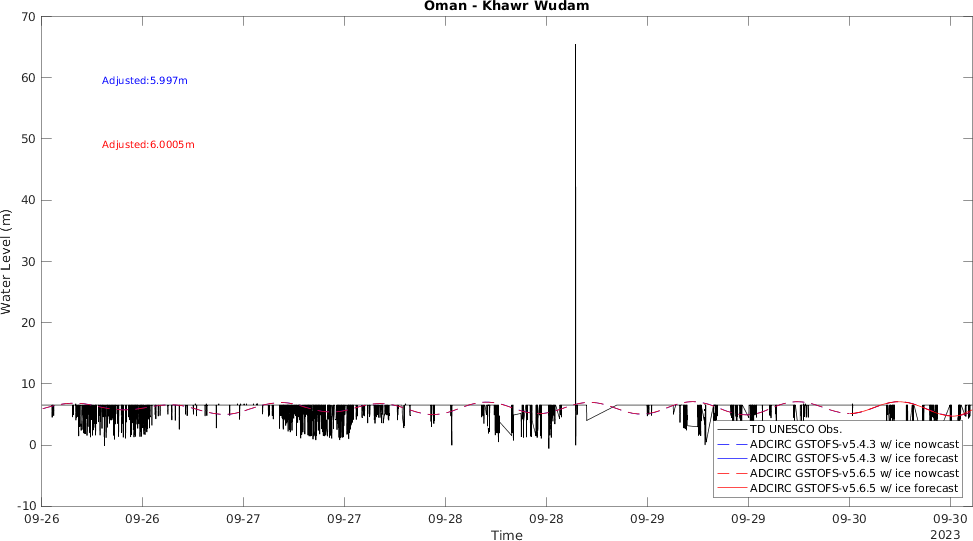 Oman - Khawr Wudam
70
60
50
40
30
20
10
0
-10
Water Level (m)
Adjusted:5.997m
Adjusted:6.0005m
TD UNESCO Obs.
ADCIRC GSTOFS-v5.4.3 w/ ice nowcast
ADCIRC GSTOFS-v5.4.3 w/ ice forecast
ADCIRC GSTOFS-v5.6.5 w/ ice nowcast
ADCIRC GSTOFS-v5.6.5 w/ ice forecast
09-26 09-26 09-27 09-27 09-28 09-28 09-29 09-29 09-30 09-30
2023
Time